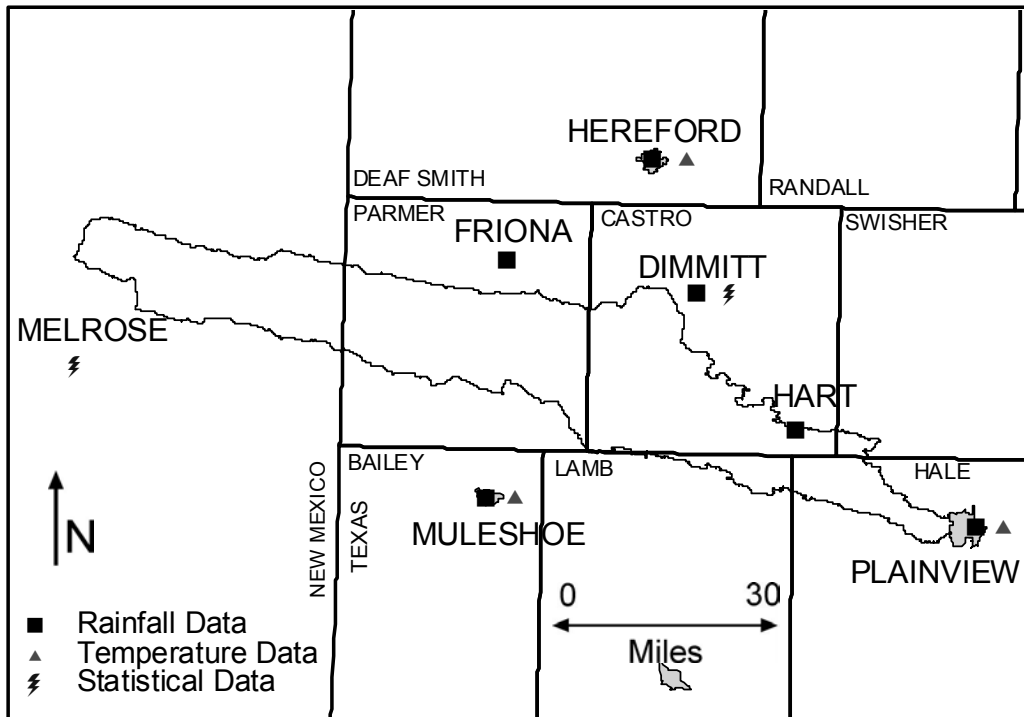 HEREFORD
DEAF SMITH
RANDALL
PARMER
CASTRO
SWISHER
FRIONA
DIMMITT
MELROSE
HART
BAILEY
LAMB
HALE
N
NEW MEXICO
TEXAS
MULESHOE
PLAINVIEW
0 30
Miles
Rainfall Data
Temperature Data
Statistical Data